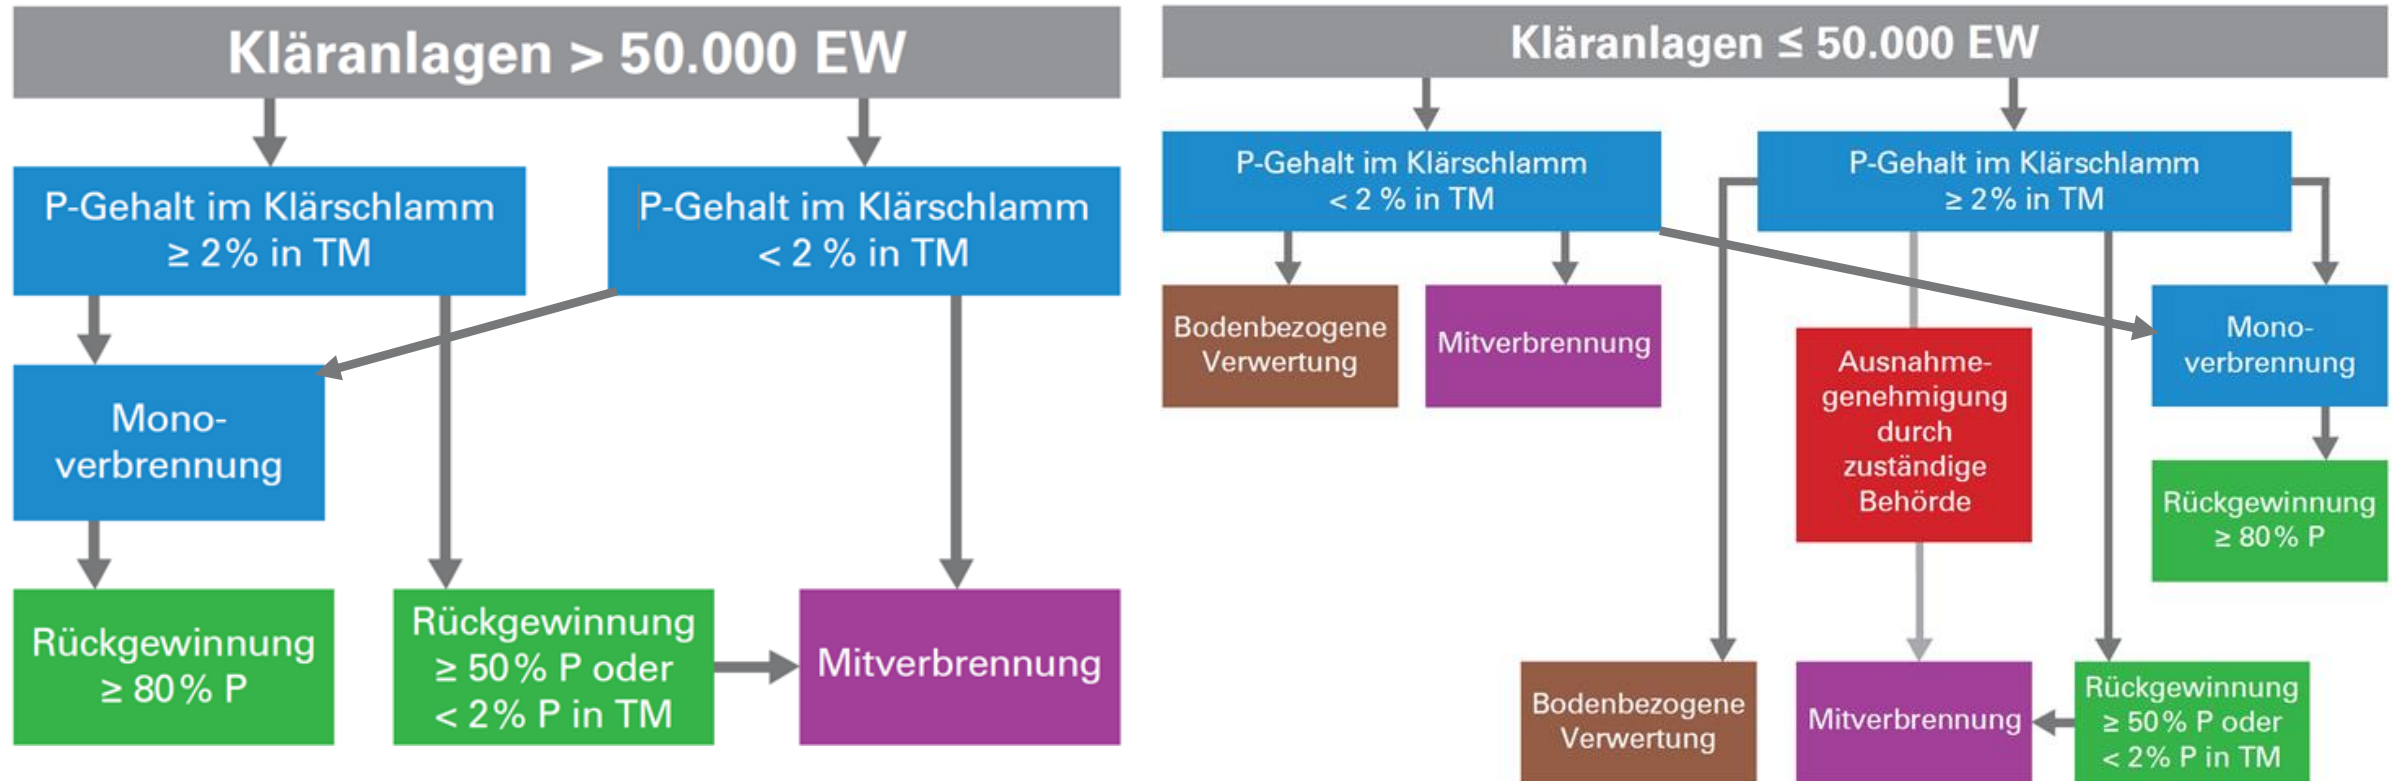 Kläranlagen > 50.000 EW
P-Gehalt im Klärschlamm
≥ 2% in TM
P-Gehalt im Klärschlamm
< 2 % in TM
Mono-
verbrennung
Rückgewinnung
≥ 80% P
Rückgewinnung
≥ 50% P oder
< 2% P in TM
Mitverbrennung
Kläranlagen ≤ 50.000 EW
P-Gehalt im Klärschlamm
< 2 % in TM
P-Gehalt im Klärschlamm
≥ 2% in TM
Bodenbezogene
Verwertung
Mitverbrennung
Ausnahme-
genehmigung
durch
zuständige
Behörde
Mono-
verbrennung
Rückgewinnung
≥ 80% P
Bodenbezogene
Verwertung
Mitverbrennung
Rückgewinnung
≥ 50% P oder
< 2% P in TM